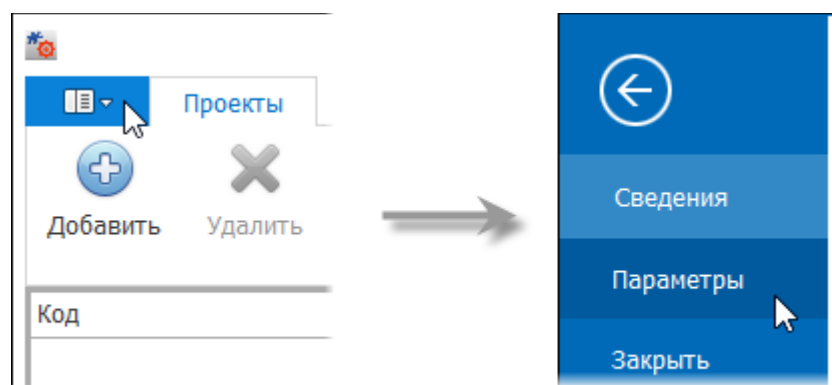 Проекты
Добавить
Удалить
Код
Сведения
Параметры
Закрыть